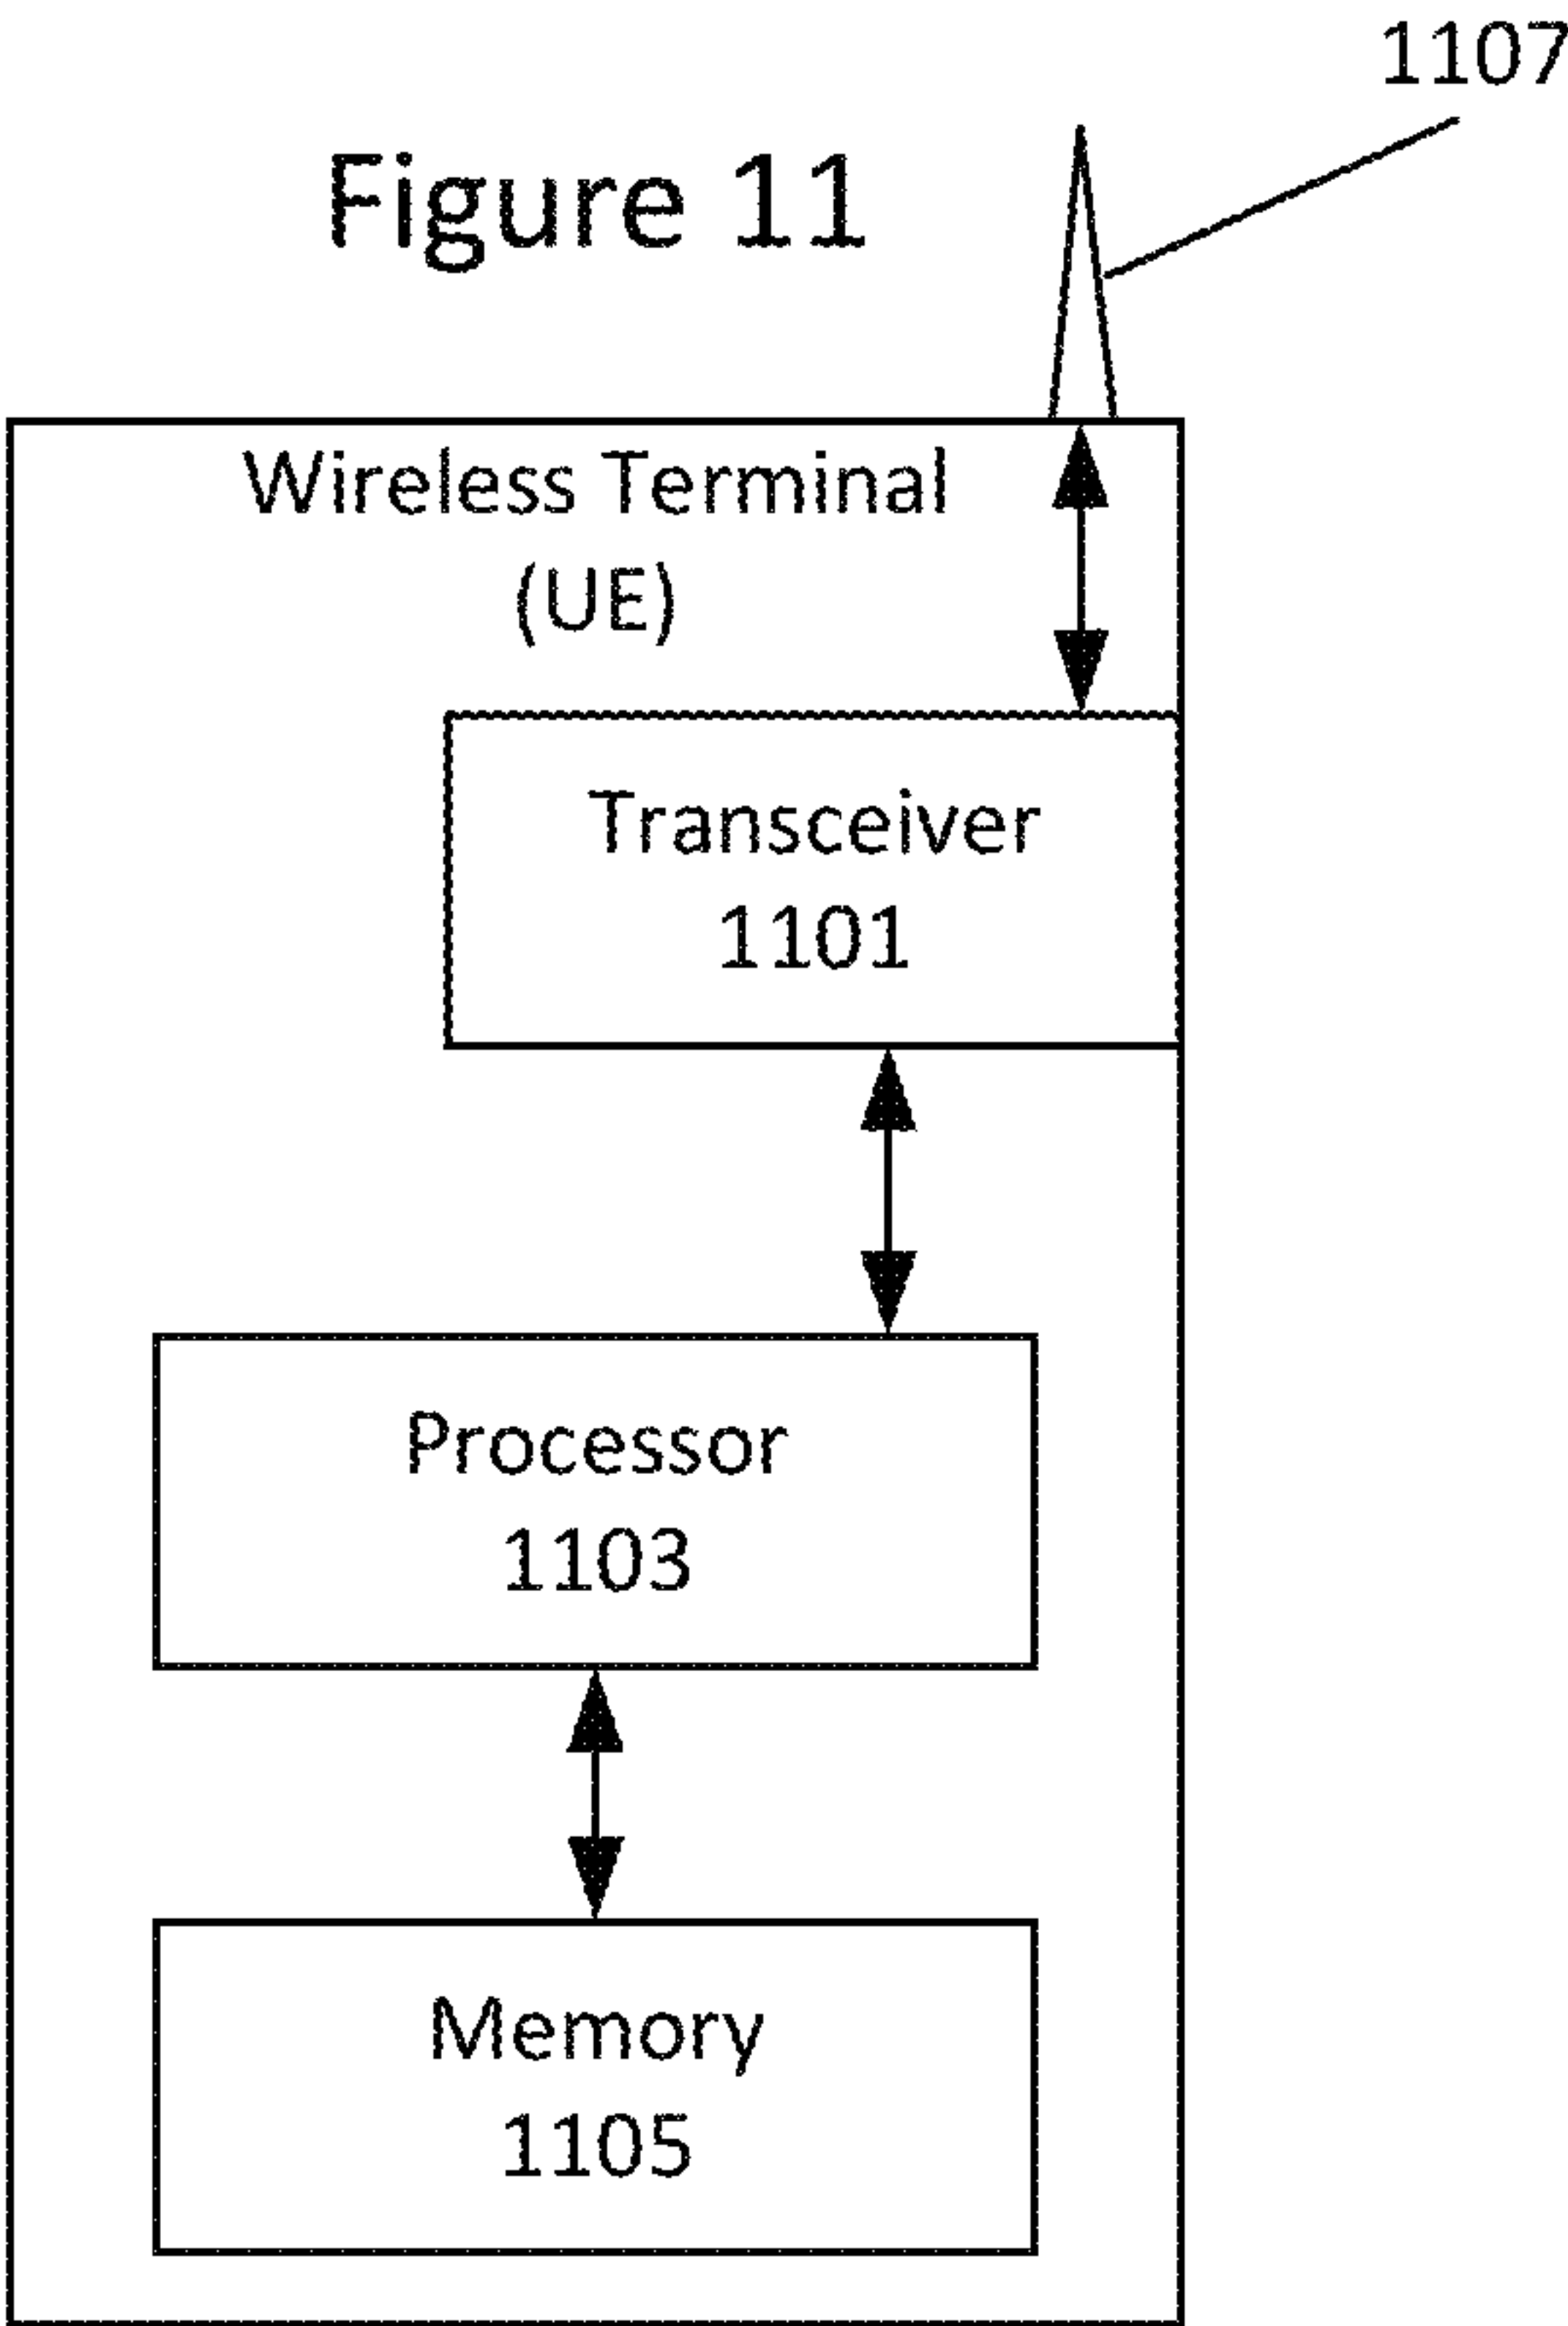 1107
Figure 11
Wireless Terminal
(UE)
Transceiver
1101
Processor
1103
Memory
1105